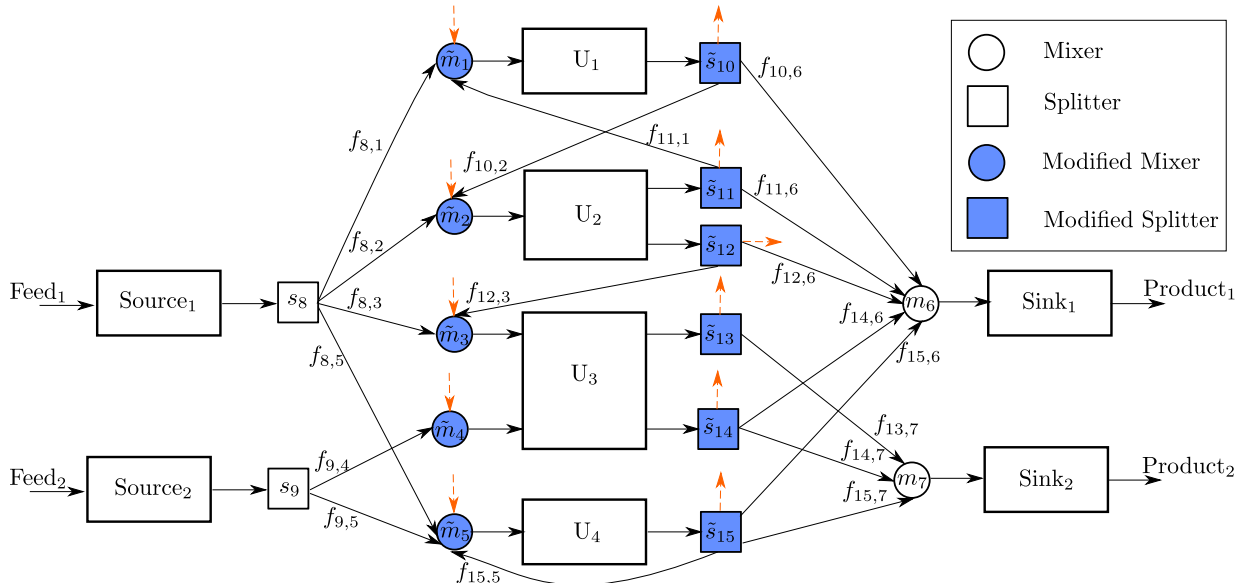 m̃₁
U₁
s̃₁₀
f₁₀,₆
Mixer
Splitter
f₈,₁
f₁₀,₂
f₁₁,₁
Modified Mixer
Modified Splitter
m̃₂
U₂
s̃₁₁
f₁₁,₆
f₈,₂
s̃₁₂
f₁₂,₆
Feed₁
Source₁
s₈
f₈,₃
f₁₂,₃
m₆
Sink₁
Product₁
f₁₄,₆
m̃₃
s̃₁₃
f₈,₅
U₃
f₁₅,₆
m̃₄
s̃₁₄
f₁₃,₇
f₉,₄
f₁₄,₇
Feed₂
Source₂
s₉
f₁₅,₇
m₇
Sink₂
Product₂
f₉,₅
m̃₅
U₄
s̃₁₅
f₁₅,₅